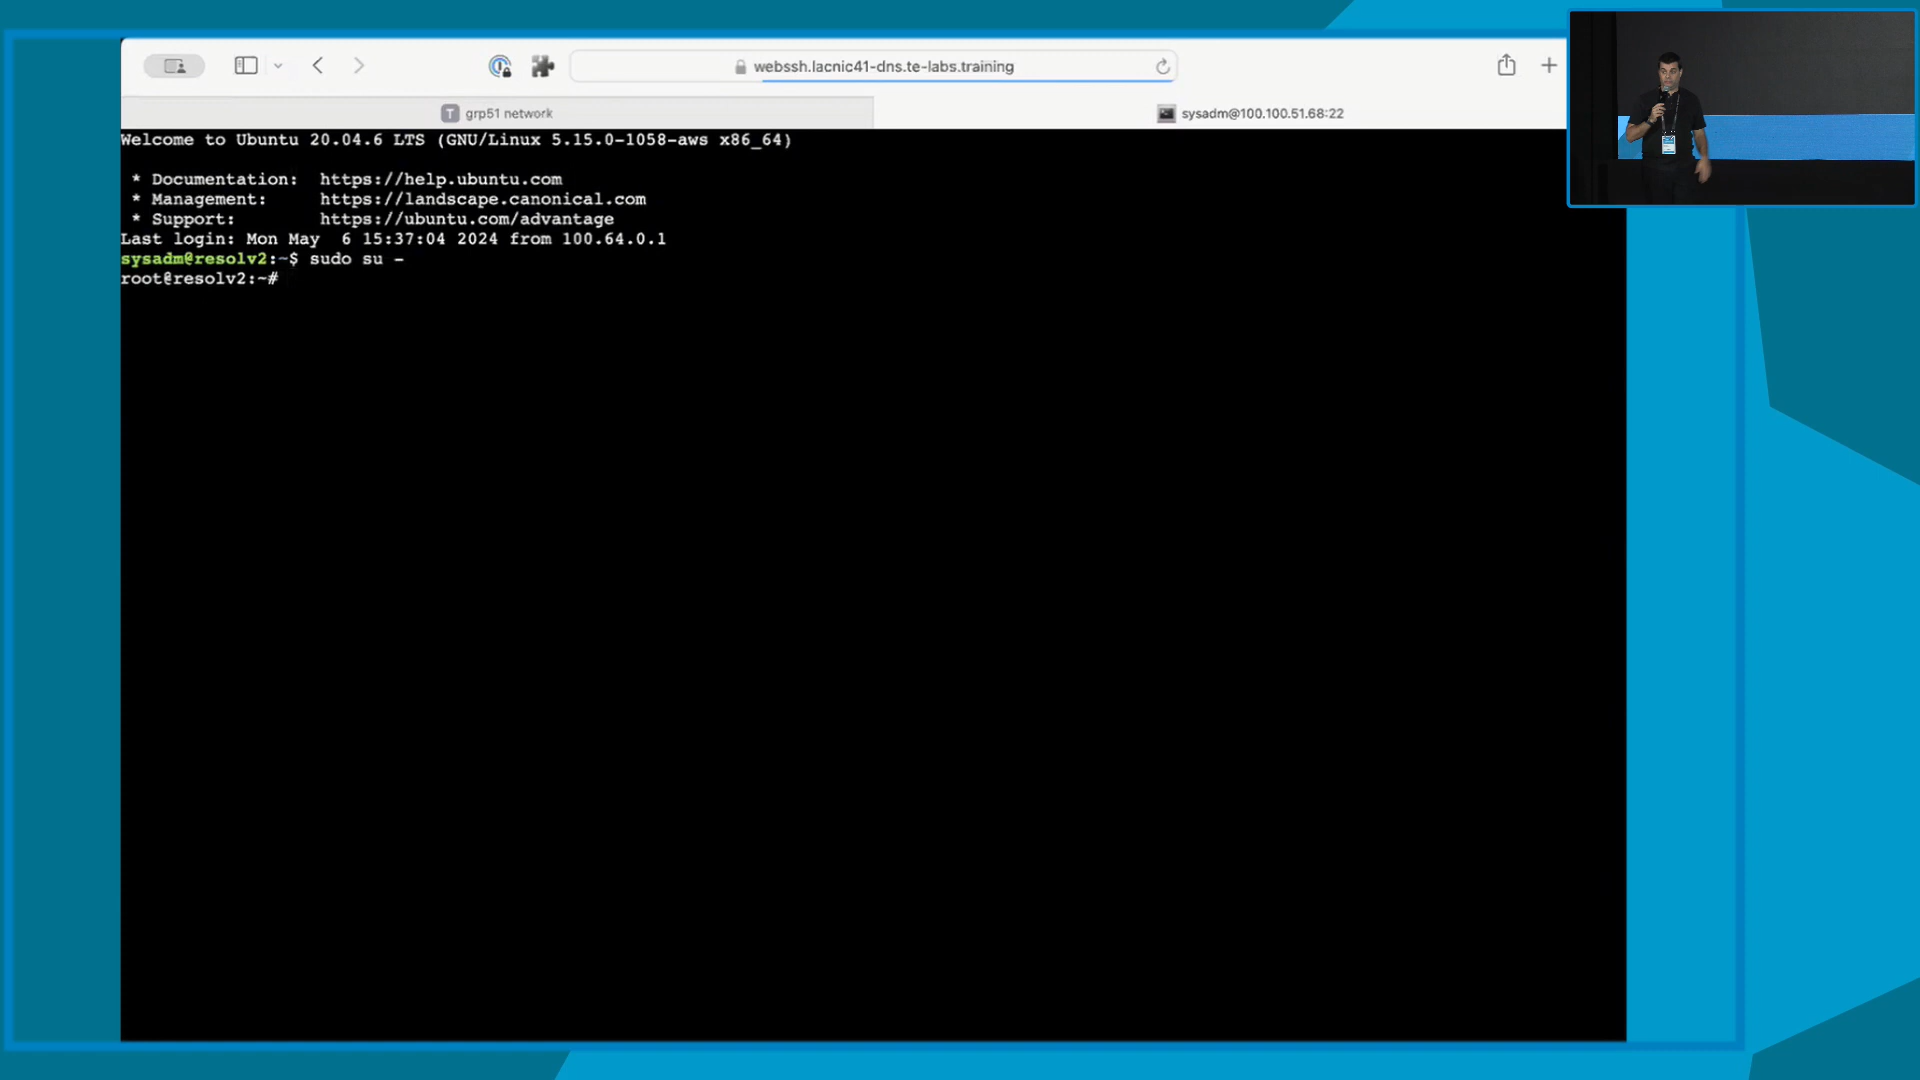 webssh.lacnic41-dns.te-labs.training
T grp51 network
sysadm@100.100.51.68:22
Welcome to Ubuntu 20.04.6 LTS (GNU/Linux 5.15.0-1058-aws x86_64)
* Documentation: https://help.ubuntu.com
* Management: https://landscape.canonical.com
* Support: https://ubuntu.com/advantage
Last login: Mon May  6 15:37:04 2024 from 100.64.0.1
sysadm@resolv2:~$ sudo su -
root@resolv2:~#